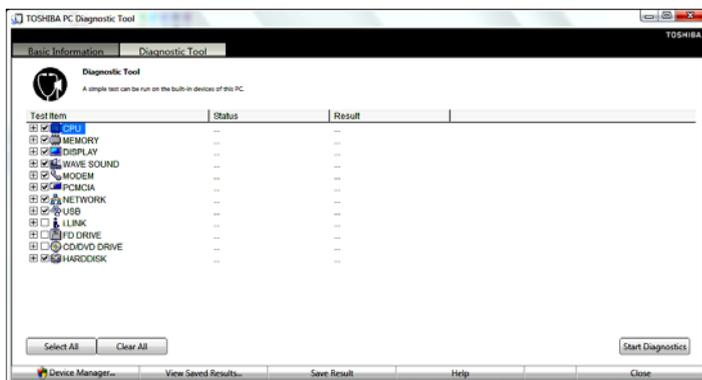 TOSHIBA PC Diagnostic Tool
TOSHIBA
Basic Information Diagnostic Tool
Diagnostic Tool
A simple test can be run on the built-in devices of this PC.
Test Item Status Result
CPU ... ...
MEMORY ... ...
DISPLAY ... ...
WAVE SOUND ... ...
MODEM ... ...
PCMCIA ... ...
NETWORK ... ...
USB ... ...
i.LINK ... ...
FD DRIVE ... ...
CD/DVD DRIVE ... ...
HARDDISK ... ...
Select All Clear All Start Diagnostics
Device Manager... View Saved Results... Save Result Help Close